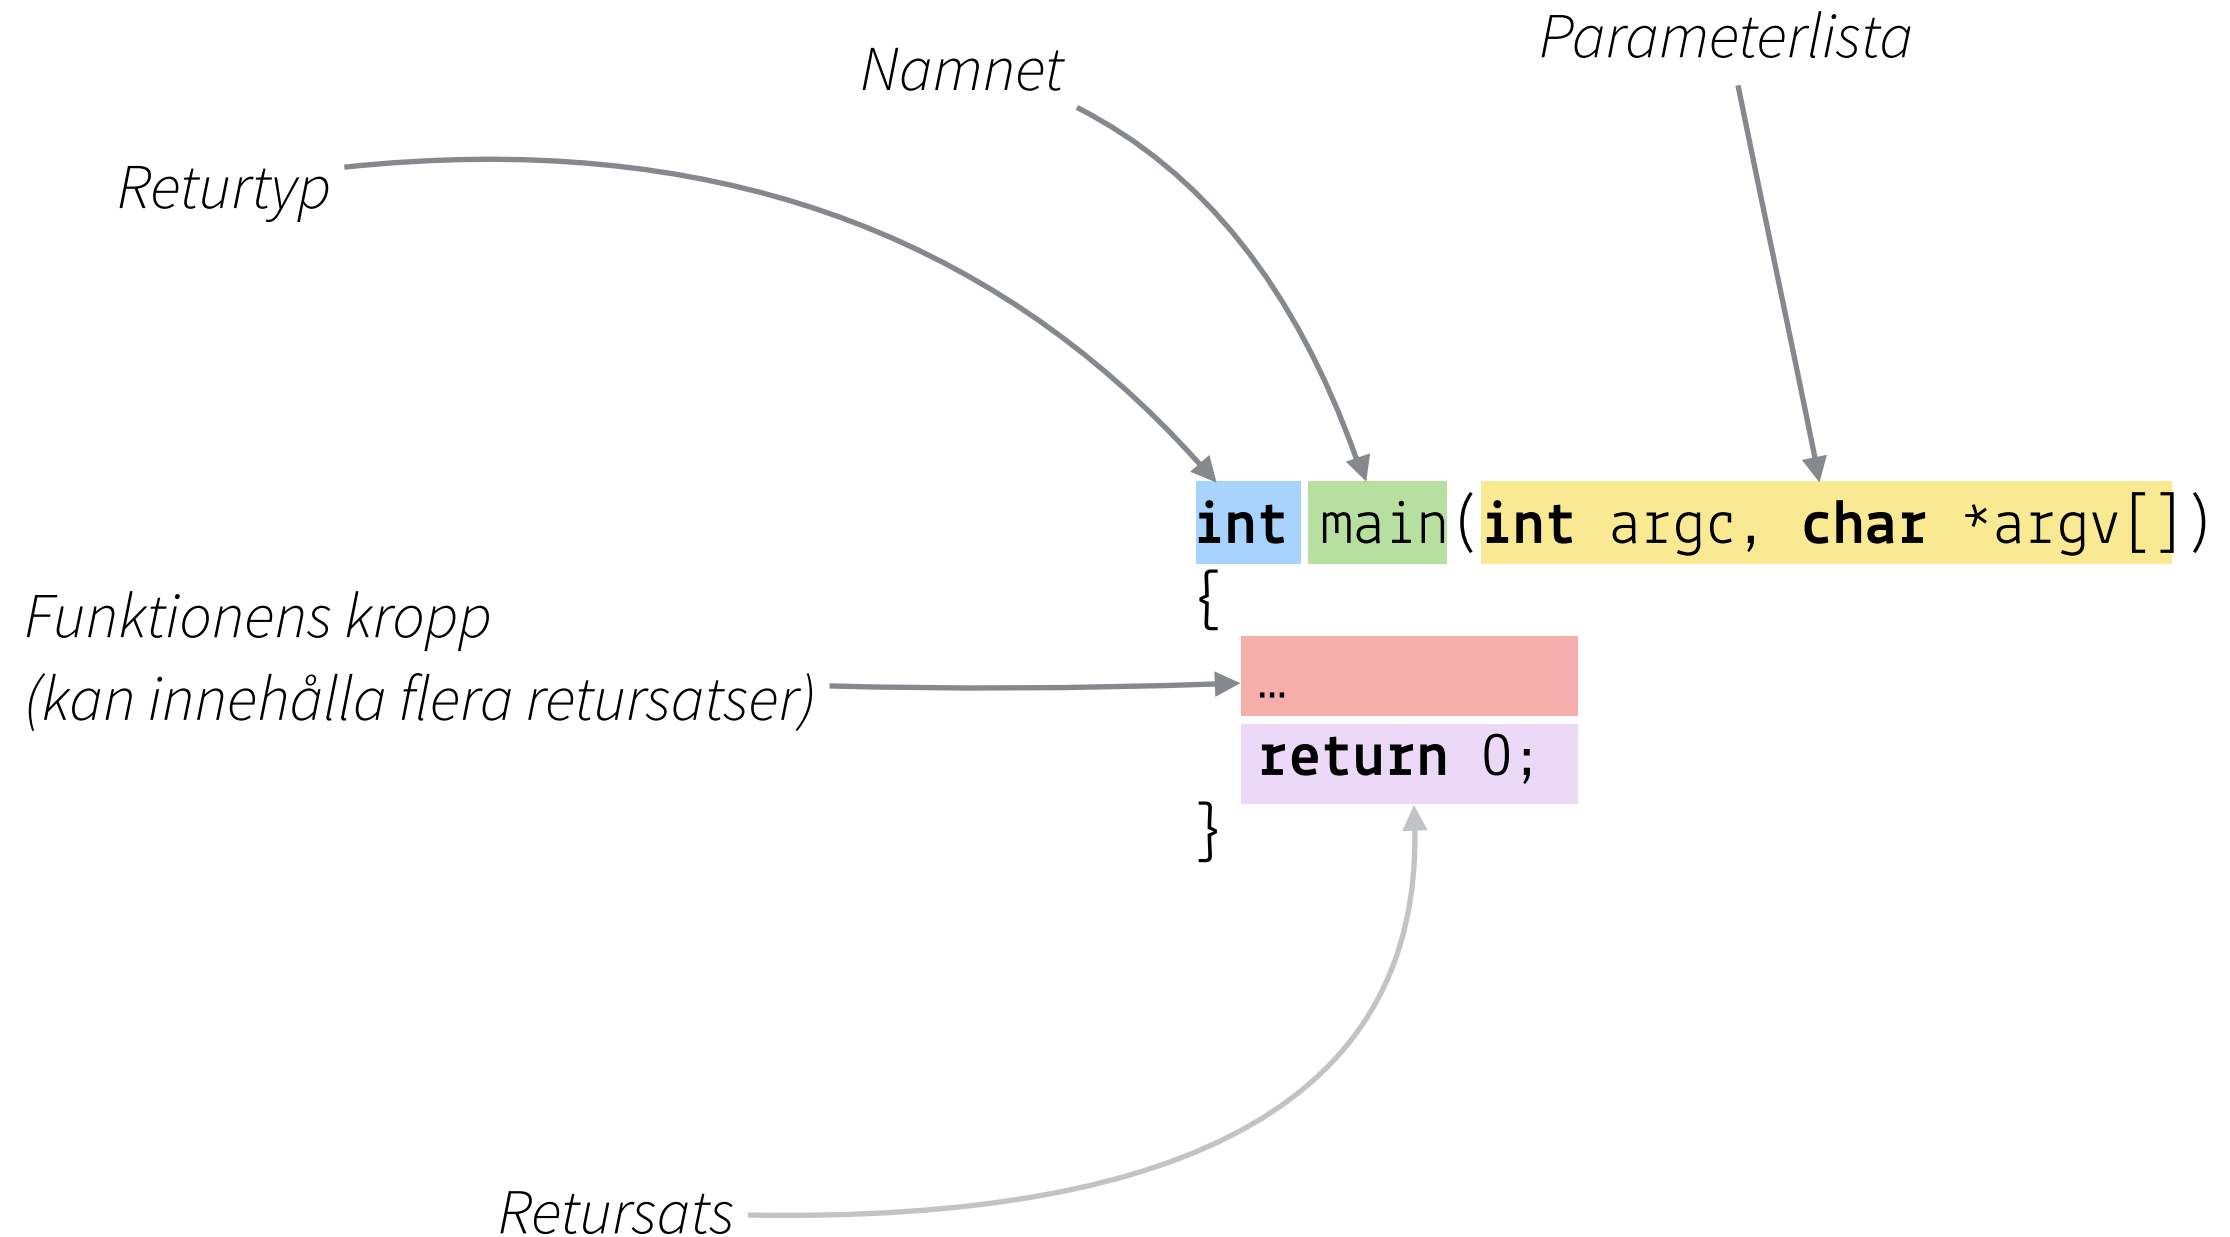 Parameterlista
Namnet
Returtyp
int main(int argc, char *argv[])
{
Funktionens kropp
(kan innehålla flera retursatser)
…
return 0;
}
Retursats